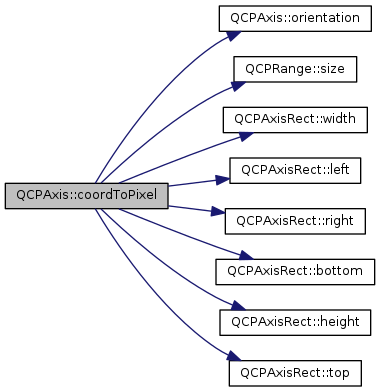 QCPAxis::orientation
QCPRange::size
QCPAxisRect::width
QCPAxisRect::left
QCPAxis::coordToPixel
QCPAxisRect::right
QCPAxisRect::bottom
QCPAxisRect::height
QCPAxisRect::top